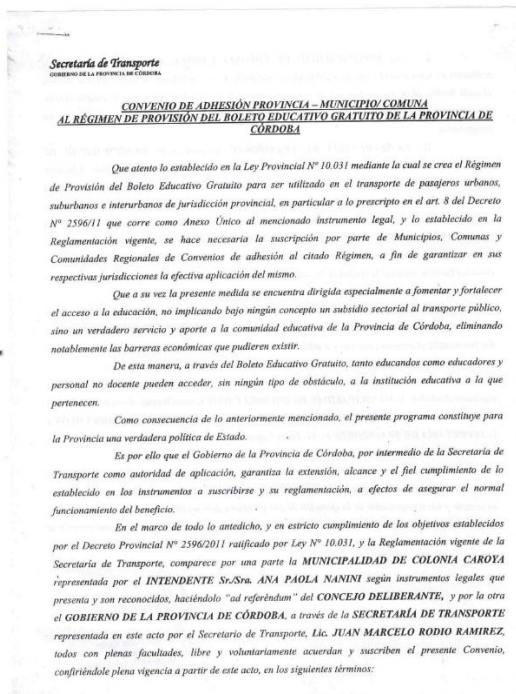 Secretaría de Transporte
GOBIERNO DE LA PROVINCIA DE CÓRDOBA
CONVENIO DE ADHESIÓN PROVINCIA – MUNICIPIO/ COMUNA
AL RÉGIMEN DE PROVISIÓN DEL BOLETO EDUCATIVO GRATUITO DE LA PROVINCIA DE
CÓRDOBA
Que atento lo establecido en la Ley Provincial Nº 10.031 mediante la cual se crea el Régimen
de Provisión del Boleto Educativo Gratuito para ser utilizado en el transporte de pasajeros urbanos,
suburbanos e interurbanos de jurisdicción provincial, en particular a lo prescripto en el art. 8 del Decreto
Nº 2596/11 que corre como Anexo Único al mencionado instrumento legal, y lo establecido en la
Reglamentación vigente, se hace necesaria la suscripción por parte de Municipios, Comunas y
Comunidades Regionales de Convenios de adhesión al citado Régimen, a fin de garantizar en sus
respectivas jurisdicciones la efectiva aplicación del mismo.
Que a su vez la presente medida se encuentra dirigida especialmente a fomentar y fortalecer
el acceso a la educación, no implicando bajo ningún concepto un subsidio sectorial al transporte público,
sino un verdadero servicio y aporte a la comunidad educativa de la Provincia de Córdoba, eliminando
notablemente las barreras económicas que pudieren existir.
De esta manera, a través del Boleto Educativo Gratuito, tanto educandos como educadores y
personal no docente pueden acceder, sin ningún tipo de obstáculo, a la institución educativa a la que
pertenecen.
Como consecuencia de lo anteriormente mencionado, el presente programa constituye para
la Provincia una verdadera política de Estado.
Es por ello que el Gobierno de la Provincia de Córdoba, por intermedio de la Secretaría de
Transporte como autoridad de aplicación, garantiza la extensión, alcance y el fiel cumplimiento de lo
establecido en los instrumentos a suscribirse y su reglamentación, a efectos de asegurar el normal
funcionamiento del beneficio.
En el marco de todo lo antedicho, y en estricto cumplimiento de los objetivos establecidos
por el Decreto Provincial Nº 2596/2011 ratificado por Ley Nº 10.031, y la Reglamentación vigente de la
Secretaría de Transporte, comparece por una parte la MUNICIPALIDAD DE COLONIA CAROYA
representada por el INTENDENTE Sr./Sra. ANA PAOLA NANINI según instrumentos legales que
presenta y son reconocidos, haciéndolo "ad referéndum" del CONCEJO DELIBERANTE, y por la otra
el GOBIERNO DE LA PROVINCIA DE CÓRDOBA, a través de la SECRETARÍA DE TRANSPORTE
representada en este acto por el Secretario de Transporte, Lic. JUAN MARCELO RODIO RAMIREZ,
todos con plenas facultades, libre y voluntariamente acuerdan y suscriben el presente Convenio,
confiriéndole plena vigencia a partir de este acto, en los siguientes términos: